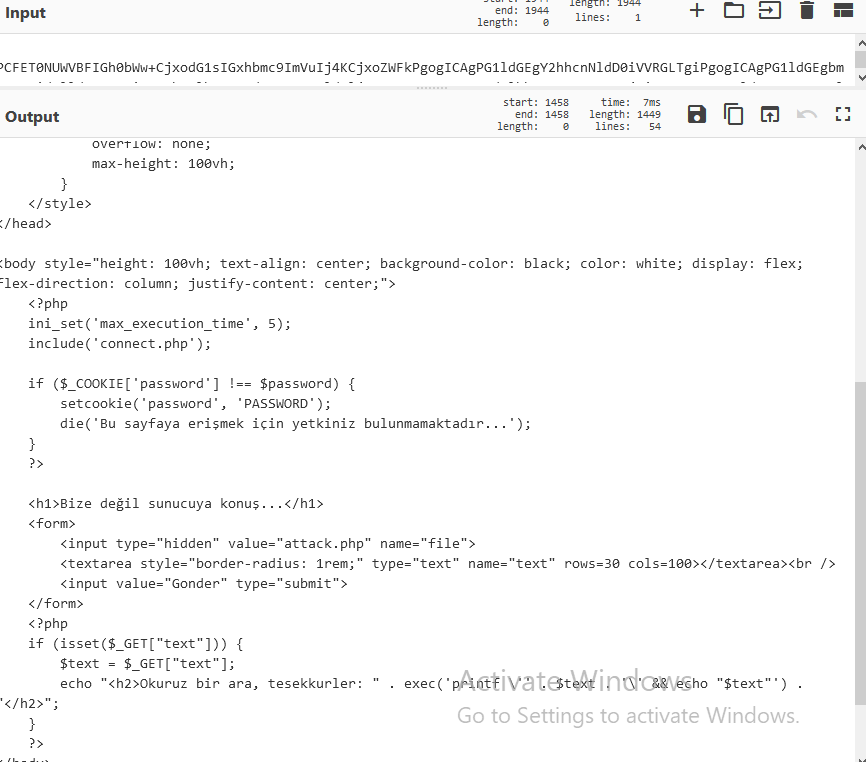 Input
end: 1944
length: 1944
length: 0
lines: 1
PCFET0NUWVBFIGh0bWw+CjxodG1sIGxhbmc9ImVuIj4KCjxoZWFkPgogICAgPG1ldGEgY2hhcnNldD0iVVRGLTgiPgogICAgPG1ldGEgbm
Output
start: 1458
end: 1458
length: 0
time: 7ms
length: 1449
lines: 54
overflow: none;
max-height: 100vh;
}
</style>
</head>
<body style="height: 100vh; text-align: center; background-color: black; color: white; display: flex;
flex-direction: column; justify-content: center;">
<?php
ini_set('max_execution_time', 5);
include('connect.php');
if ($_COOKIE['password'] !== $password) {
setcookie('password', 'PASSWORD');
die('Bu sayfaya erişmek için yetkiniz bulunmamaktadır...');
}
?>
<h1>Bize değil sunucuya konuş...</h1>
<form>
<input type="hidden" value="attack.php" name="file">
<textarea style="border-radius: 1rem;" type="text" name="text" rows=30 cols=100></textarea><br />
<input value="Gonder" type="submit">
</form>
<?php
if (isset($_GET["text"])) {
$text = $_GET["text"];
echo "<h2>Okuruz bir ara, tesekkurler: " . exec('printf \'' . $text . '\' && echo "$text"') .
"</h2>";
}
?>
</body>
Activate Windows
Go to Settings to activate Windows.